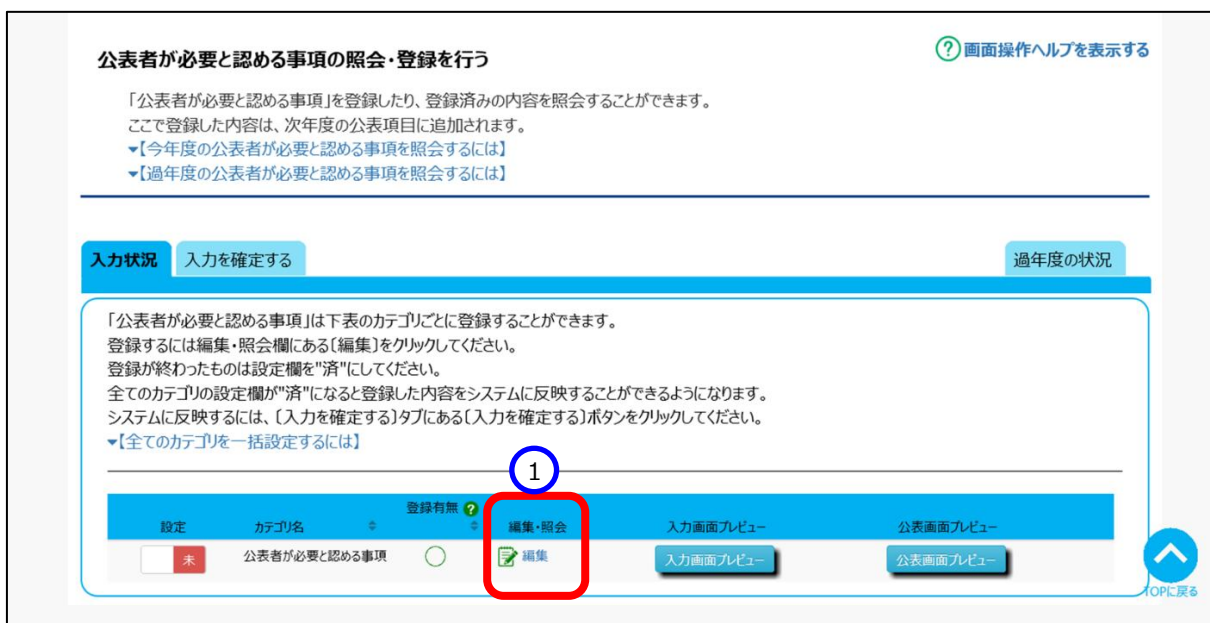 公表者が必要と認める事項の照会・登録を行う
?画面操作ヘルプを表示する
「公表者が必要と認める事項」を登録したり、登録済みの内容を照会することができます。
ここで登録した内容は、次年度の公表項目に追加されます。
▼【今年度の公表者が必要と認める事項を照会するには】
▼【過年度の公表者が必要と認める事項を照会するには】
入力状況 入力を確定する 過年度の状況
「公表者が必要と認める事項」は下表のカテゴリごとに登録することができます。
登録するには編集・照会欄にある〔編集〕をクリックしてください。
登録が終わったものは設定欄を"済"にしてください。
全てのカテゴリの設定欄が"済"になると登録した内容をシステムに反映することができるようになります。
システムに反映するには、〔入力を確定する〕タブにある〔入力を確定する〕ボタンをクリックしてください。
▼【全てのカテゴリを一括設定するには】
1
設定 カテゴリ名 登録有無 ? 編集・照会 入力画面プレビュー 公表画面プレビュー
未 公表者が必要と認める事項 ○ 編集 入力画面プレビュー 公表画面プレビュー
TOPに戻る